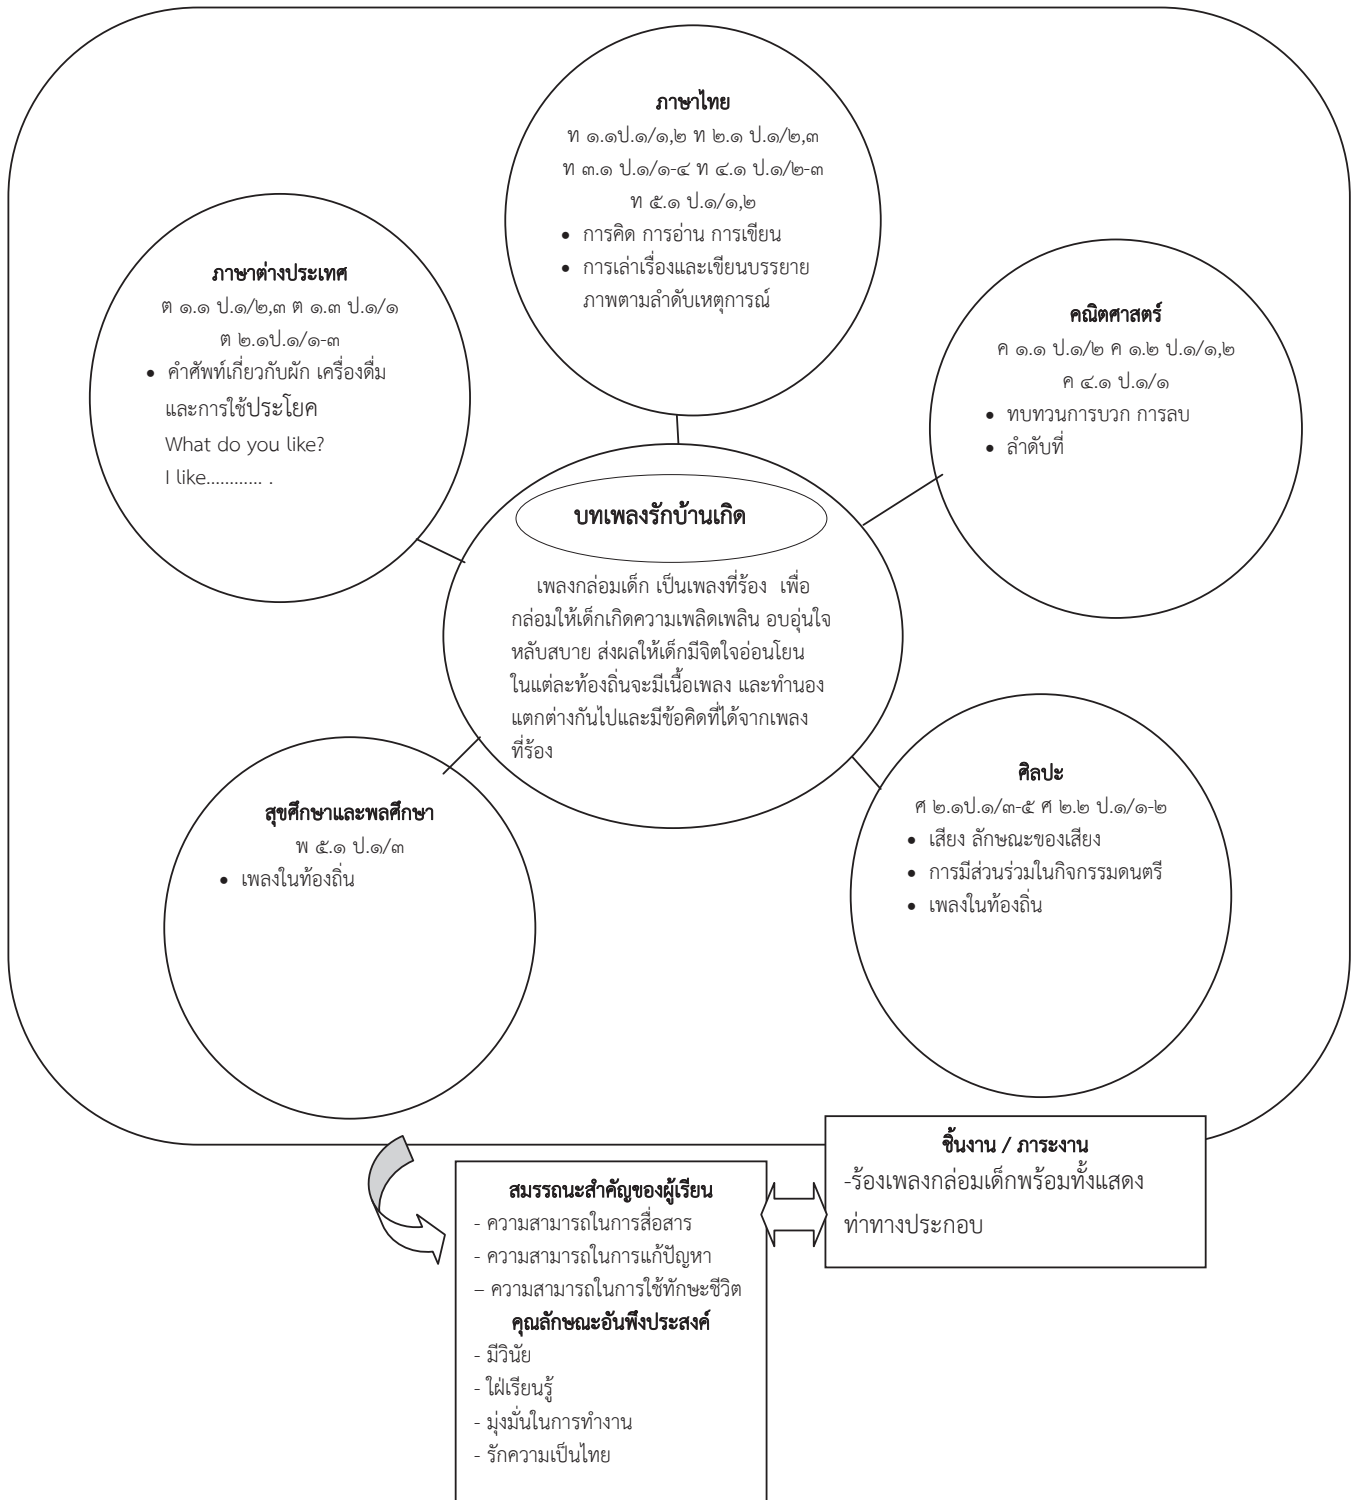 ภาษาไทย
ท ๑.๑ป.๑/๑,๒ ท ๒.๑ ป.๑/๒,๓
ท ๓.๑ ป.๑/๑-๔ ท ๔.๑ ป.๑/๒-๓
ท ๕.๑ ป.๑/๑,๒
• การคิด การอ่าน การเขียน
• การเล่าเรื่องและเขียนบรรยาย
ภาพตามลำดับเหตุการณ์
ภาษาต่างประเทศ
ต ๑.๑ ป.๑/๒,๓ ต ๑.๓ ป.๑/๑
ต ๒.๑ป.๑/๑-๓
• คำศัพท์เกี่ยวกับผัก เครื่องดื่ม
และการใช้ประโยค
What do you like?
I like............ .
คณิตศาสตร์
ค ๑.๑ ป.๑/๒ ค ๑.๒ ป.๑/๑,๒
ค ๔.๑ ป.๑/๑
• ทบทวนการบวก การลบ
• ลำดับที่
บทเพลงรักบ้านเกิด
เพลงกล่อมเด็ก เป็นเพลงที่ร้อง เพื่อ
กล่อมให้เด็กเกิดความเพลิดเพลิน อบอุ่นใจ
หลับสบาย ส่งผลให้เด็กมีจิตใจอ่อนโยน
ในแต่ละท้องถิ่นจะมีเนื้อเพลง และทำนอง
แตกต่างกันไปและมีข้อคิดที่ได้จากเพลง
ที่ร้อง
สุขศึกษาและพลศึกษา
พ ๕.๑ ป.๑/๓
• เพลงในท้องถิ่น
ศิลปะ
ศ ๒.๑ป.๑/๓-๕ ศ ๒.๒ ป.๑/๑-๒
• เสียง ลักษณะของเสียง
• การมีส่วนร่วมในกิจกรรมดนตรี
• เพลงในท้องถิ่น
ชิ้นงาน / ภาระงาน
-ร้องเพลงกล่อมเด็กพร้อมทั้งแสดง
ท่าทางประกอบ
สมรรถนะสำคัญของผู้เรียน
- ความสามารถในการสื่อสาร
- ความสามารถในการแก้ปัญหา
– ความสามารถในการใช้ทักษะชีวิต
คุณลักษณะอันพึงประสงค์
- มีวินัย
- ใฝ่เรียนรู้
- มุ่งมั่นในการทำงาน
- รักความเป็นไทย